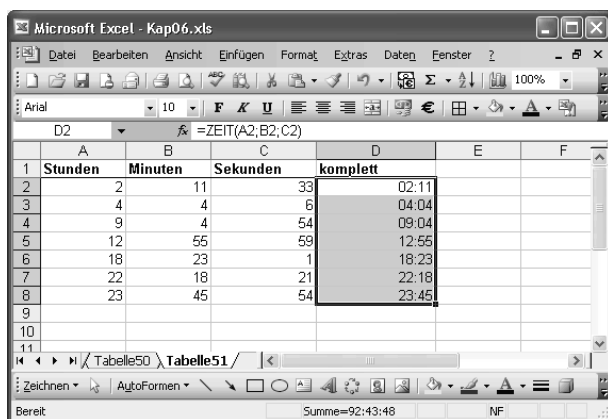 Microsoft Excel - Kap06.xls
Datei Bearbeiten Ansicht Einfügen Format Extras Daten Fenster ?
100%
Arial 10 F K U € A
D2 fx =ZEIT(A2;B2;C2)
A B C D E F
1 Stunden Minuten Sekunden komplett
2 2 11 33 02:11
3 4 4 6 04:04
4 9 4 54 09:04
5 12 55 59 12:55
6 18 23 1 18:23
7 22 18 21 22:18
8 23 45 54 23:45
9
10
11
Tabelle50 Tabelle51
Zeichnen AutoFormen A A
Bereit Summe=92:43:48 NF